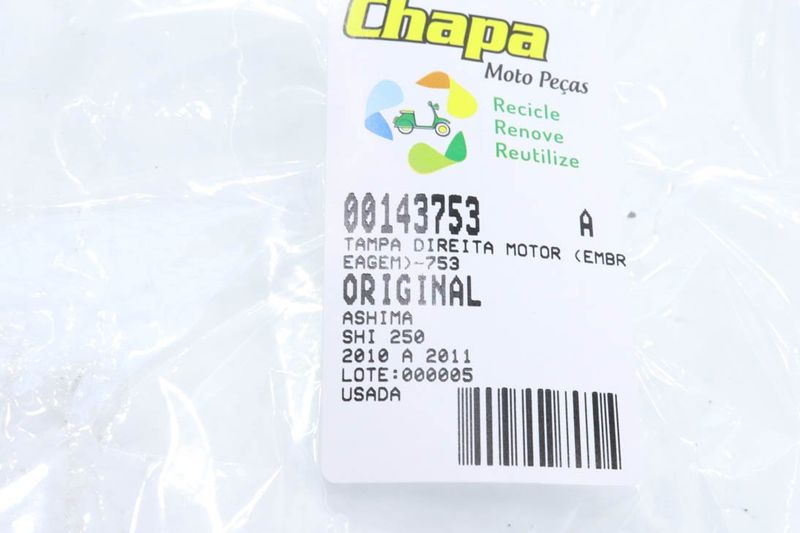 Chapa
Moto Peças
Recicle
Renove
Reutilize
00143753 A
TAMPA DIREITA MOTOR (EMBR
EAGEM)-753
ORIGINAL
ASHIMA
SHI 250
2010 A 2011
LOTE:000005
USADA